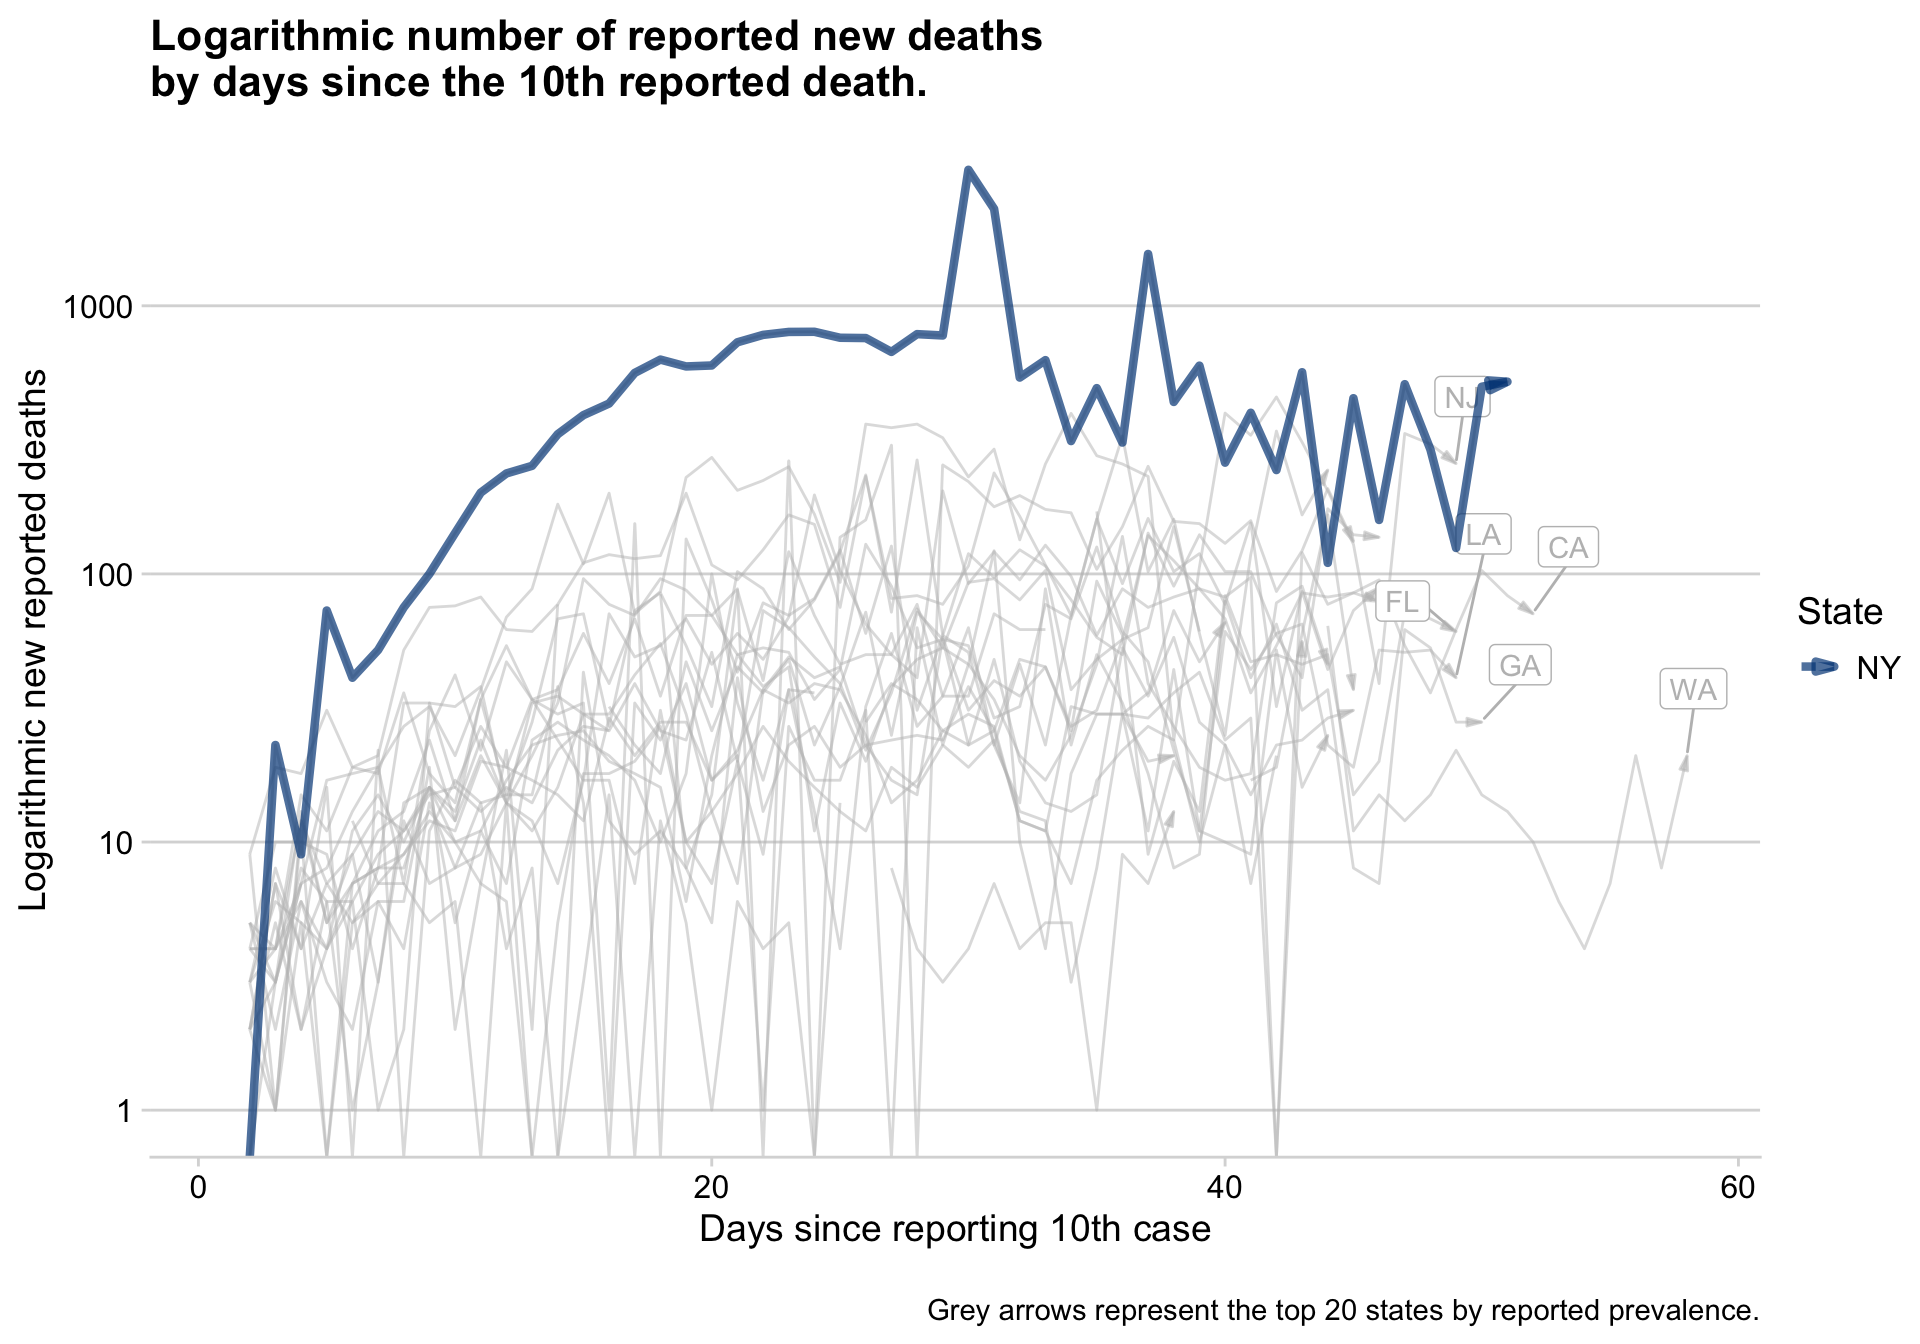 Logarithmic number of reported new deaths
by days since the 10th reported death.
Logarithmic new reported deaths
1000
100
10
1
NJ
LA
CA
FL
GA
WA
State
NY
0
20
40
60
Days since reporting 10th case
Grey arrows represent the top 20 states by reported prevalence.